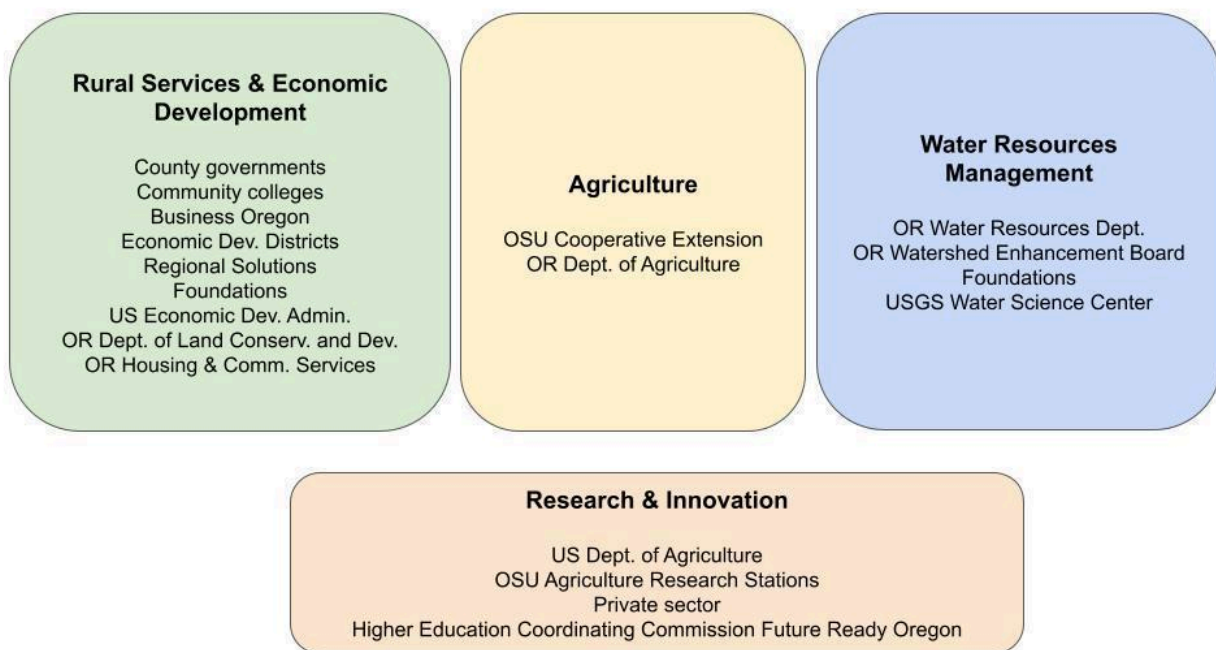 Rural Services & Economic
Development
County governments
Community colleges
Business Oregon
Economic Dev. Districts
Regional Solutions
Foundations
US Economic Dev. Admin.
OR Dept. of Land Conserv. and Dev.
OR Housing & Comm. Services
Agriculture
OSU Cooperative Extension
OR Dept. of Agriculture
Water Resources
Management
OR Water Resources Dept.
OR Watershed Enhancement Board
Foundations
USGS Water Science Center
Research & Innovation
US Dept. of Agriculture
OSU Agriculture Research Stations
Private sector
Higher Education Coordinating Commission Future Ready Oregon